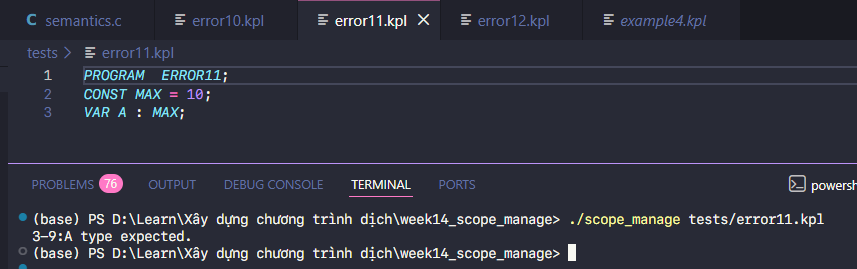 semantics.c error10.kpl error11.kpl error12.kpl example4.kpl
tests > error11.kpl
1 PROGRAM  ERROR11;
2 CONST MAX = 10;
3 VAR A : MAX;
PROBLEMS 76 OUTPUT DEBUG CONSOLE TERMINAL PORTS powersh
(base) PS D:\Learn\Xây dựng chương trình dịch\week14_scope_manage> ./scope_manage tests/error11.kpl
3-9:A type expected.
(base) PS D:\Learn\Xây dựng chương trình dịch\week14_scope_manage>